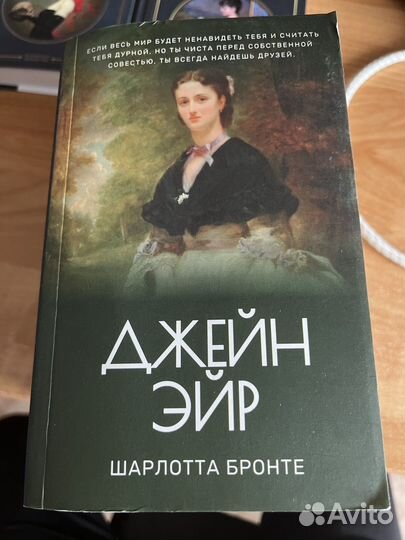 ЕСЛИ ВЕСЬ МИР БУДЕТ НЕНАВИДЕТЬ ТЕБЯ И СЧИТАТЬ
ТЕБЯ ДУРНОЙ, НО ТЫ ЧИСТА ПЕРЕД СОБСТВЕННОЙ
СОВЕСТЬЮ, ТЫ ВСЕГДА НАЙДЕШЬ ДРУЗЕЙ.
ДЖЕЙН
ЭЙР
ШАРЛОТТА БРОНТЕ
Avito